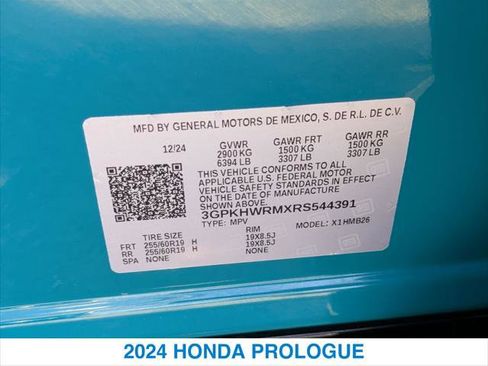 MFD BY GENERAL MOTORS DE MEXICO, S. DE R.L. DE C.V.
12/24 GVWR GAWR FRT GAWR RR
2900 KG 1500 KG 1500 KG
6394 LB 3307 LB 3307 LB
THIS VEHICLE CONFORMS TO ALL
APPLICABLE U.S. FEDERAL MOTOR
VEHICLE SAFETY STANDARDS IN
EFFECT ON THE DATE OF MANUFACTURE
SHOWN ABOVE.
3GPKHWRMXRS544391
TYPE: MPV MODEL: X1HMB26
TIRE SIZE RIM
FRT 255/60R19 H 19X8.5J
RR 255/60R19 H 19X8.5J
SPA NONE NONE
2024 HONDA PROLOGUE